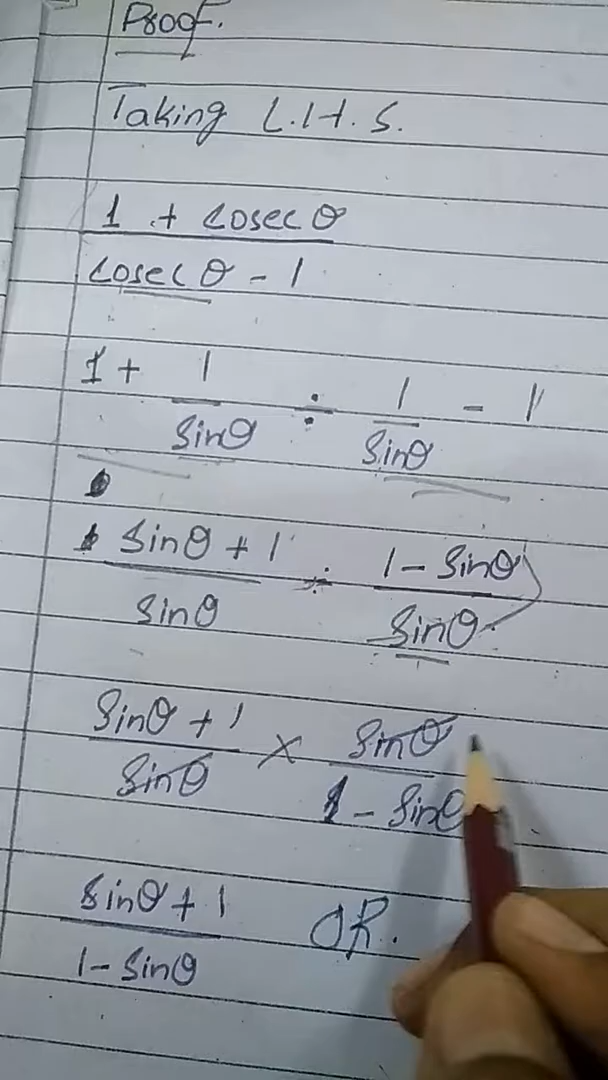 Proof.
Taking L.H.S.
1 + cosec θ
cosec θ - 1
1 + 1/sinθ ÷ 1/sinθ - 1
sinθ + 1/sinθ ÷ 1 - sinθ/sinθ
sinθ + 1/sinθ × sinθ/1 - sinθ
sinθ + 1/1 - sinθ OR.